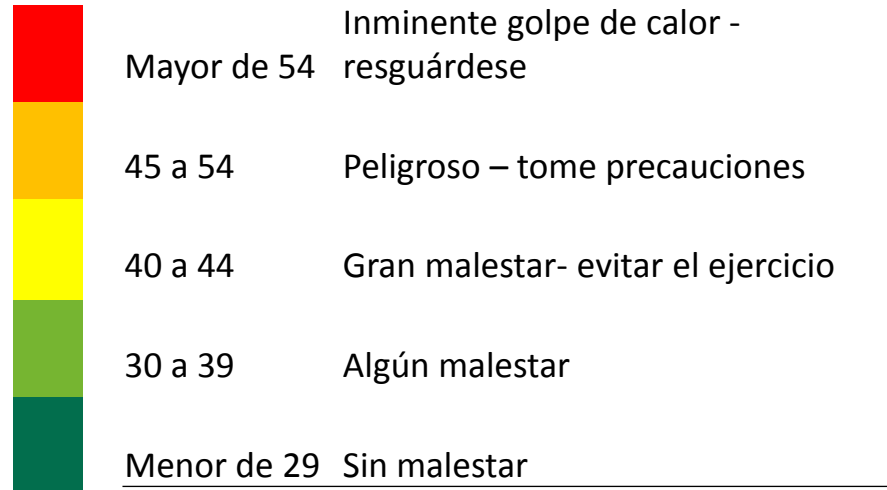 Inminente golpe de calor -
Mayor de 54 resguárdese
45 a 54 Peligroso – tome precauciones
40 a 44 Gran malestar- evitar el ejercicio
30 a 39 Algún malestar
Menor de 29 Sin malestar